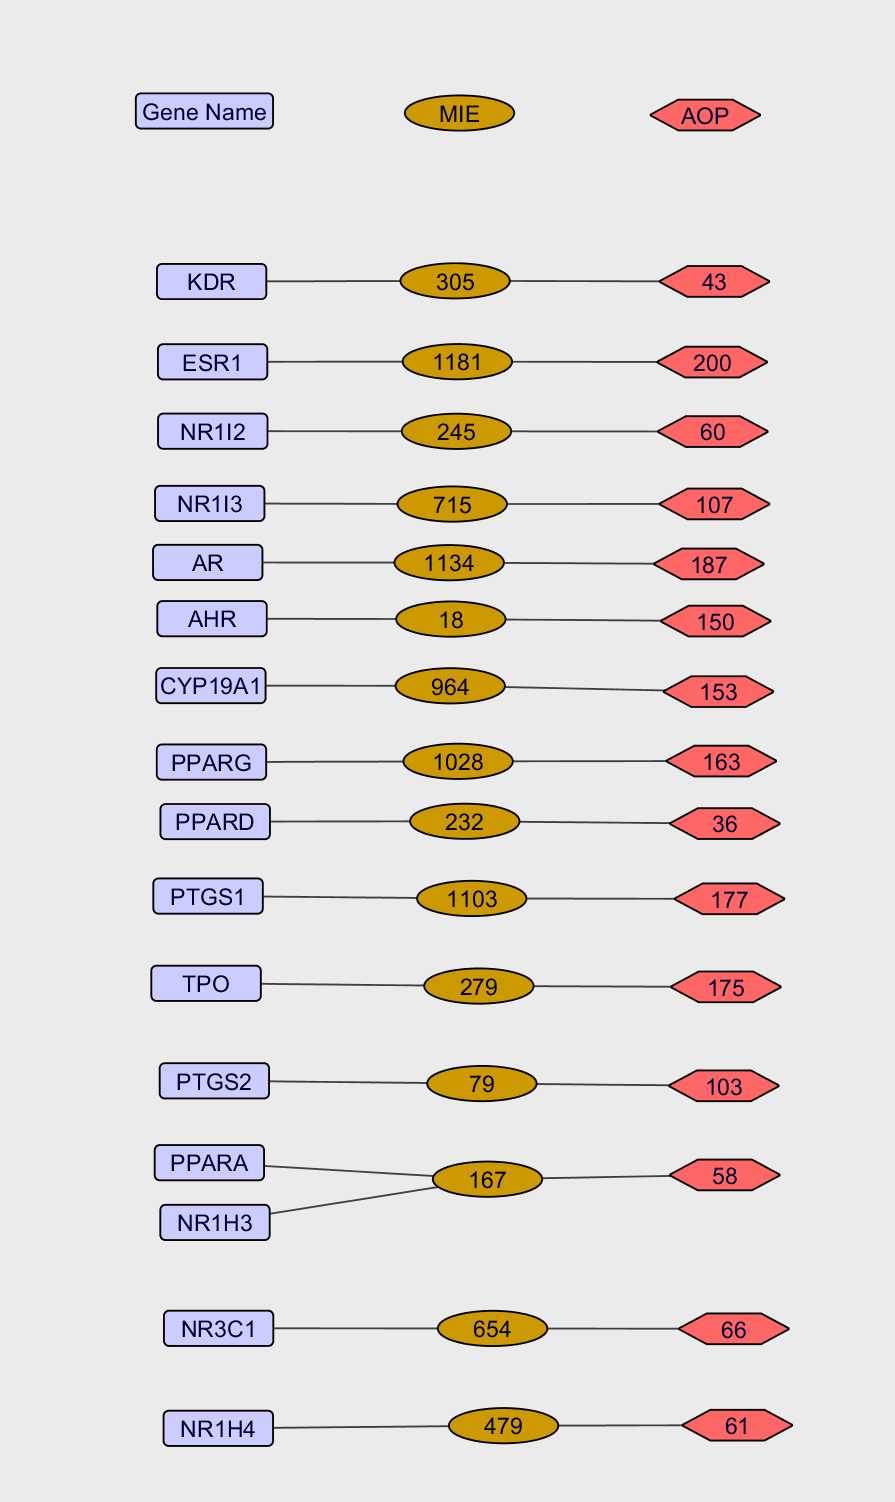 Gene Name MIE AOP
KDR 305 43
ESR1 1181 200
NR1I2 245 60
NR1I3 715 107
AR 1134 187
AHR 18 150
CYP19A1 964 153
PPARG 1028 163
PPARD 232 36
PTGS1 1103 177
TPO 279 175
PTGS2 79 103
PPARA 167 58
NR1H3
NR3C1 654 66
NR1H4 479 61